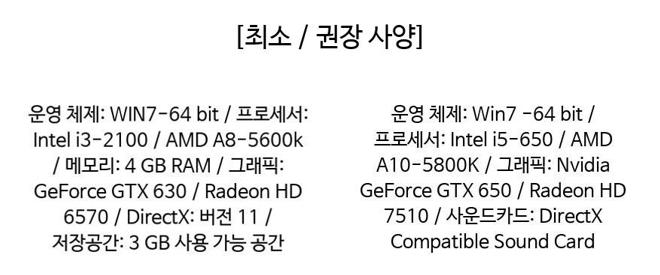 [최소 / 권장 사양]
운영 체제: WIN7-64 bit / 프로세서:
Intel i3-2100 / AMD A8-5600k
/ 메모리: 4 GB RAM / 그래픽:
GeForce GTX 630 / Radeon HD
6570 / DirectX: 버전 11 /
저장공간: 3 GB 사용 가능 공간
운영 체제: Win7 -64 bit /
프로세서: Intel i5-650 / AMD
A10-5800K / 그래픽: Nvidia
GeForce GTX 650 / Radeon HD
7510 / 사운드카드: DirectX
Compatible Sound Card